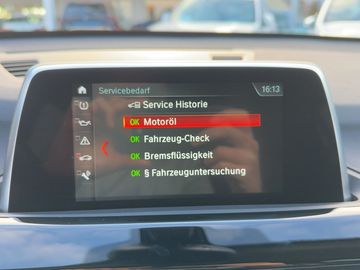 Servicebedarf 16:13
Service Historie
OK Motoröl
OK Fahrzeug-Check
OK Bremsflüssigkeit
OK § Fahrzeuguntersuchung